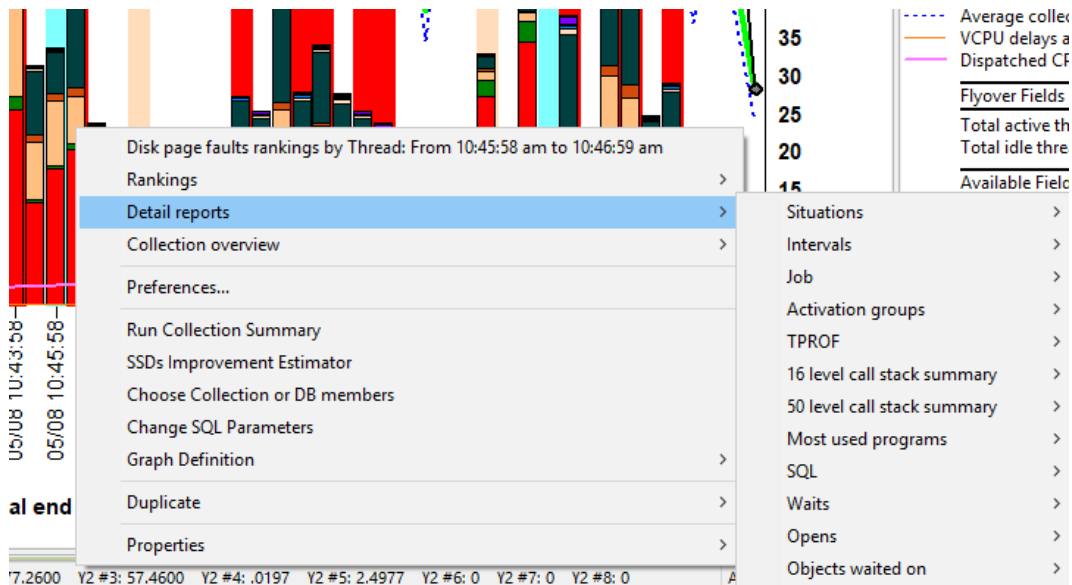 35
30
25
20
15
Average collec
VCPU delays a
Dispatched CP
Flyover Fields
Total active th
Total idle threa
Available Field
Disk page faults rankings by Thread: From 10:45:58 am to 10:46:59 am
Rankings
Detail reports
Collection overview
Preferences...
Run Collection Summary
SSDs Improvement Estimator
Choose Collection or DB members
Change SQL Parameters
Graph Definition
Duplicate
Properties
Situations
Intervals
Job
Activation groups
TPROF
16 level call stack summary
50 level call stack summary
Most used programs
SQL
Waits
Opens
Objects waited on
05/08 10:43:58
05/08 10:45:58
al end
77.2600 Y2 #3: 57.4600 Y2 #4: .0197 Y2 #5: 2.4977 Y2 #6: 0 Y2 #7: 0 Y2 #8: 0